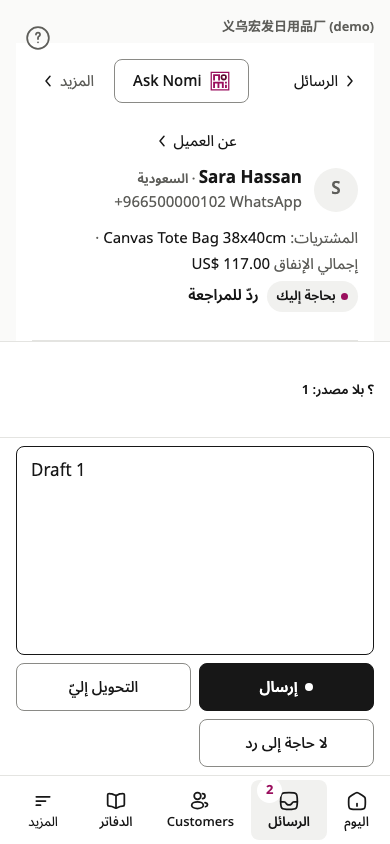 义乌宏发日用品厂 (demo)
?
الرسائل
Ask Nomi
المزيد
عن العميل
S
Sara Hassan · السعودية
+966500000102 WhatsApp
المشتريات: Canvas Tote Bag 38x40cm ·
إجمالي الإنفاق US$ 117.00
بحاجة إليك
ردّ للمراجعة
؟ بلا مصدر: 1
Draft 1
إرسال
التحويل إليّ
لا حاجة إلى رد
2
اليوم
الرسائل
Customers
الدفاتر
المزيد